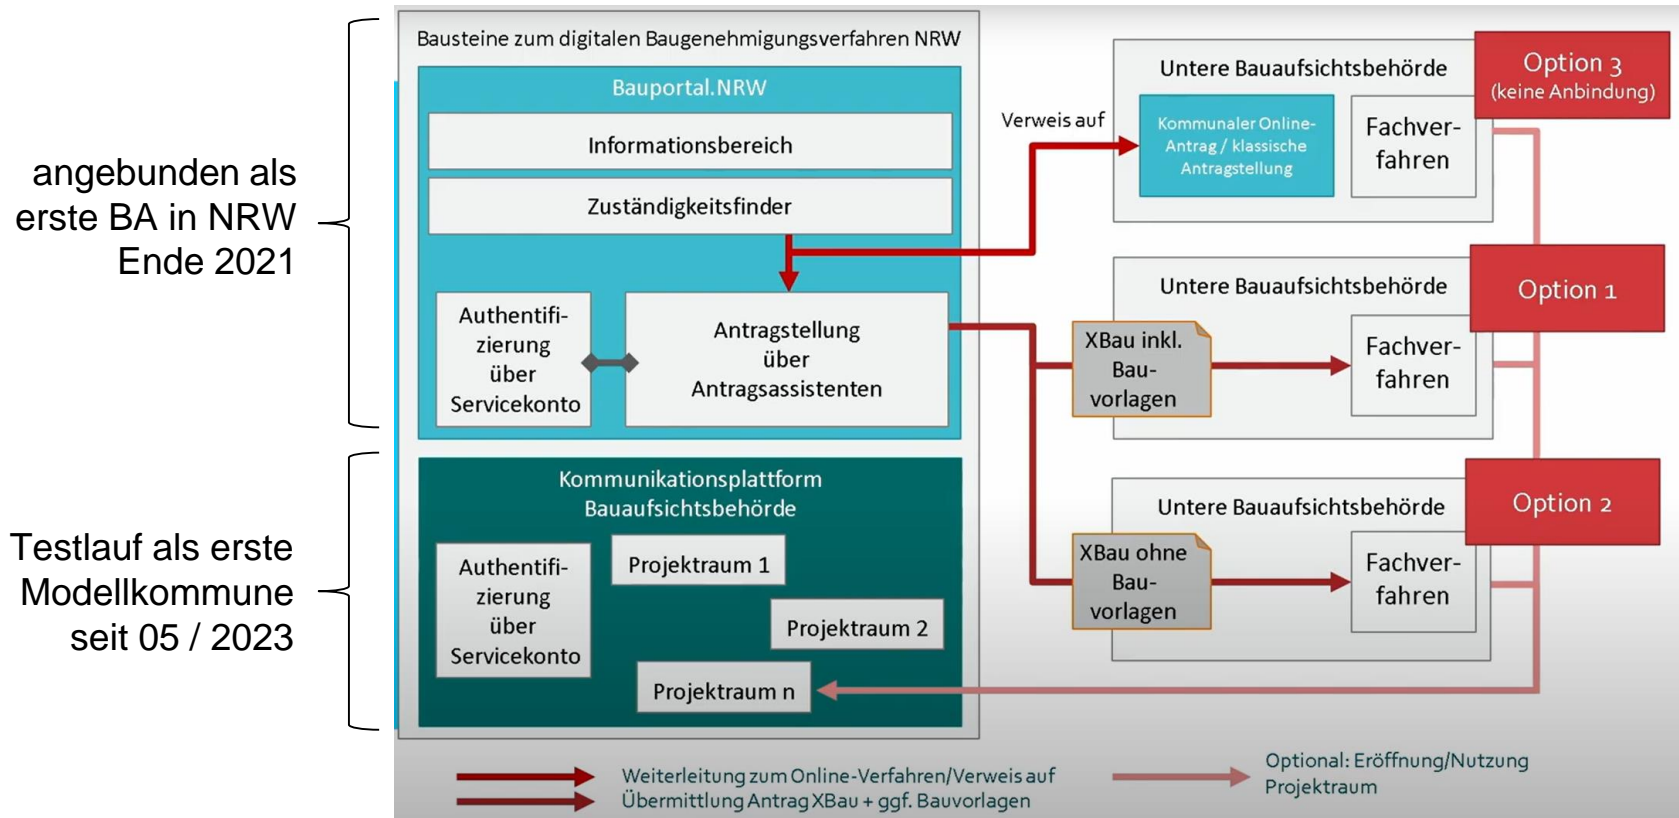 angebunden als
erste BA in NRW
Ende 2021
Testlauf als erste
Modellkommune
seit 05 / 2023
Bausteine zum digitalen Baugenehmigungsverfahren NRW
Bauportal.NRW
Informationsbereich
Zuständigkeitsfinder
Authentifi-
zierung
über
Servicekonto
Antragstellung
über
Antragsassistenten
Kommunikationsplattform
Bauaufsichtsbehörde
Authentifi-
zierung
über
Servicekonto
Projektraum 1
Projektraum 2
Projektraum n
Verweis auf
Untere Bauaufsichtsbehörde
Kommunaler Online-
Antrag / klassische
Antragstellung
Fachver-
fahren
Option 3
(keine Anbindung)
Untere Bauaufsichtsbehörde
XBau inkl.
Bau-
vorlagen
Fachver-
fahren
Option 1
Untere Bauaufsichtsbehörde
XBau ohne
Bau-
vorlagen
Fachver-
fahren
Option 2
Weiterleitung zum Online-Verfahren/Verweis auf
Übermittlung Antrag XBau + ggf. Bauvorlagen
Optional: Eröffnung/Nutzung
Projektraum